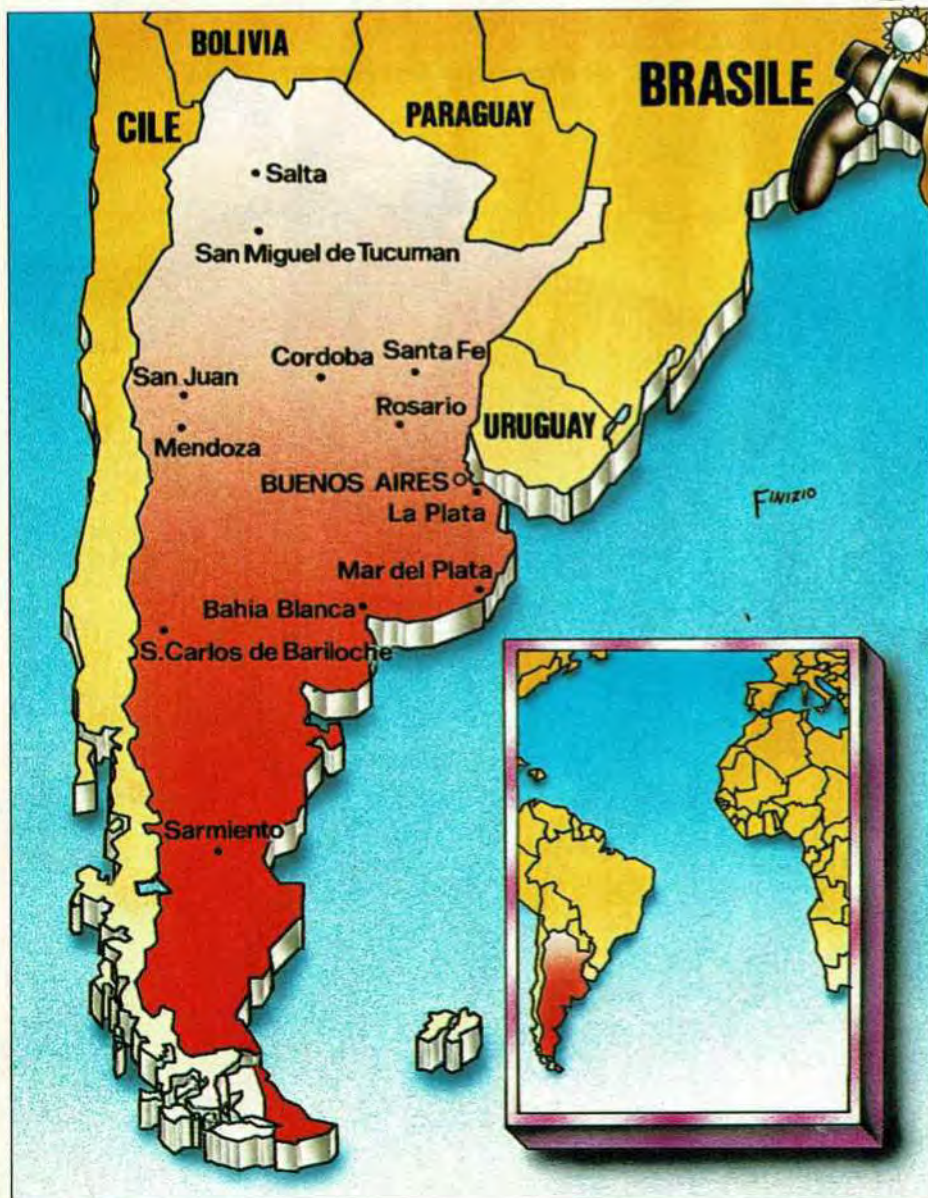 BOLIVIA
BRASILE
PARAGUAY
CILE
Salta
San Miguel de Tucuman
Cordoba
Santa Fe
San Juan
Rosario
URUGUAY
Mendoza
BUENOS AIRES
La Plata
FINIZIO
Mar del Plata
Bahia Blanca
S.Carlos de Bariloche
Sarmiento